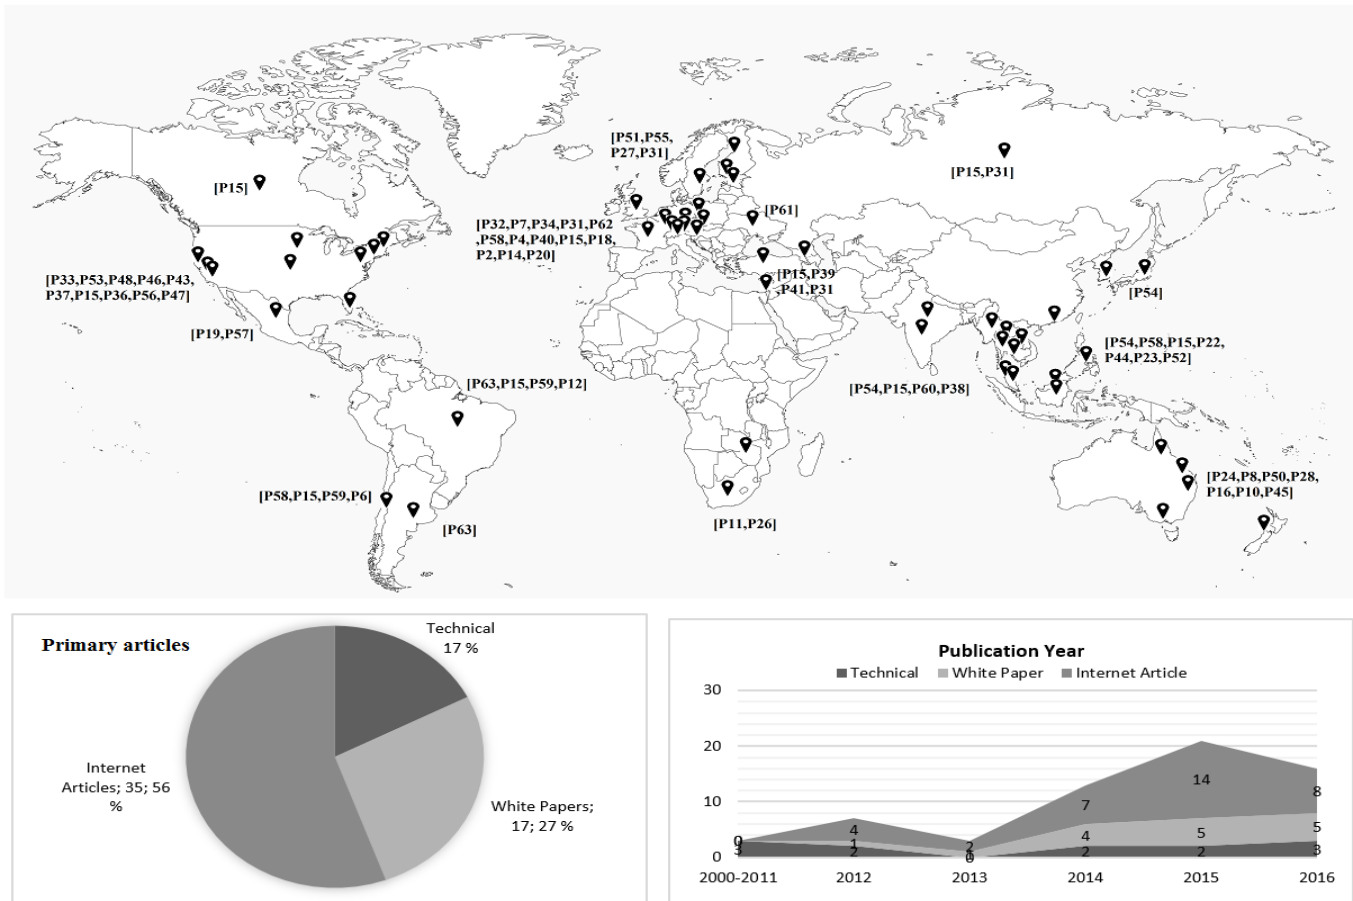 [P51,P55,
P27,P31]
[P15,P31]
[P15]
[P61]
[P32,P7,P34,P31,P62
,P58,P4,P40,P15,P18,
P2,P14,P20]
[P33,P53,P48,P46,P43,
P37,P15,P36,P56,P47]
[P15,P39
,P41,P31
[P54]
[P19,P57]
[P54,P58,P15,P22,
P44,P23,P52]
[P63,P15,P59,P12]
[P54,P15,P60,P38]
[P24,P8,P50,P28,
P16,P10,P45]
[P58,P15,P59,P6]
[P63]
[P11,P26]
Primary articles
Technical
17 %
Internet
Articles; 35; 56
%
White Papers;
17; 27 %
Publication Year
Technical White Paper Internet Article
30
20
10
0
0
3
4
1
2
2
1
0
7
4
2
14
5
2
8
5
3
2000-2011 2012 2013 2014 2015 2016